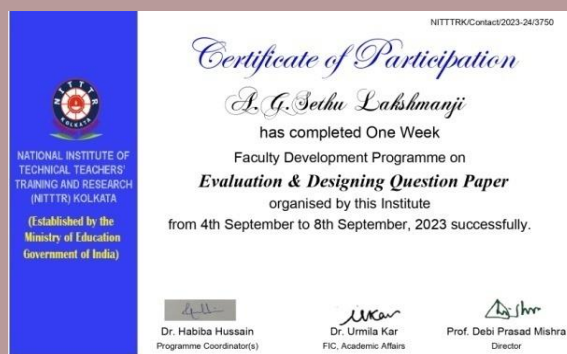 NITTTRK/Contact/2023-24/3750
Certificate of Participation
A. G. Sethu Lakshmanji
has completed One Week
Faculty Development Programme on
Evaluation & Designing Question Paper
organised by this Institute
from 4th September to 8th September, 2023 successfully.
NITTTR
KOLKATA
NATIONAL INSTITUTE OF
TECHNICAL TEACHERS'
TRAINING AND RESEARCH
(NITTTR) KOLKATA
(Established by the
Ministry of Education
Government of India)
Dr. Habiba Hussain
Programme Coordinator(s)
Dr. Urmila Kar
FIC, Academic Affairs
Prof. Debi Prasad Mishra
Director